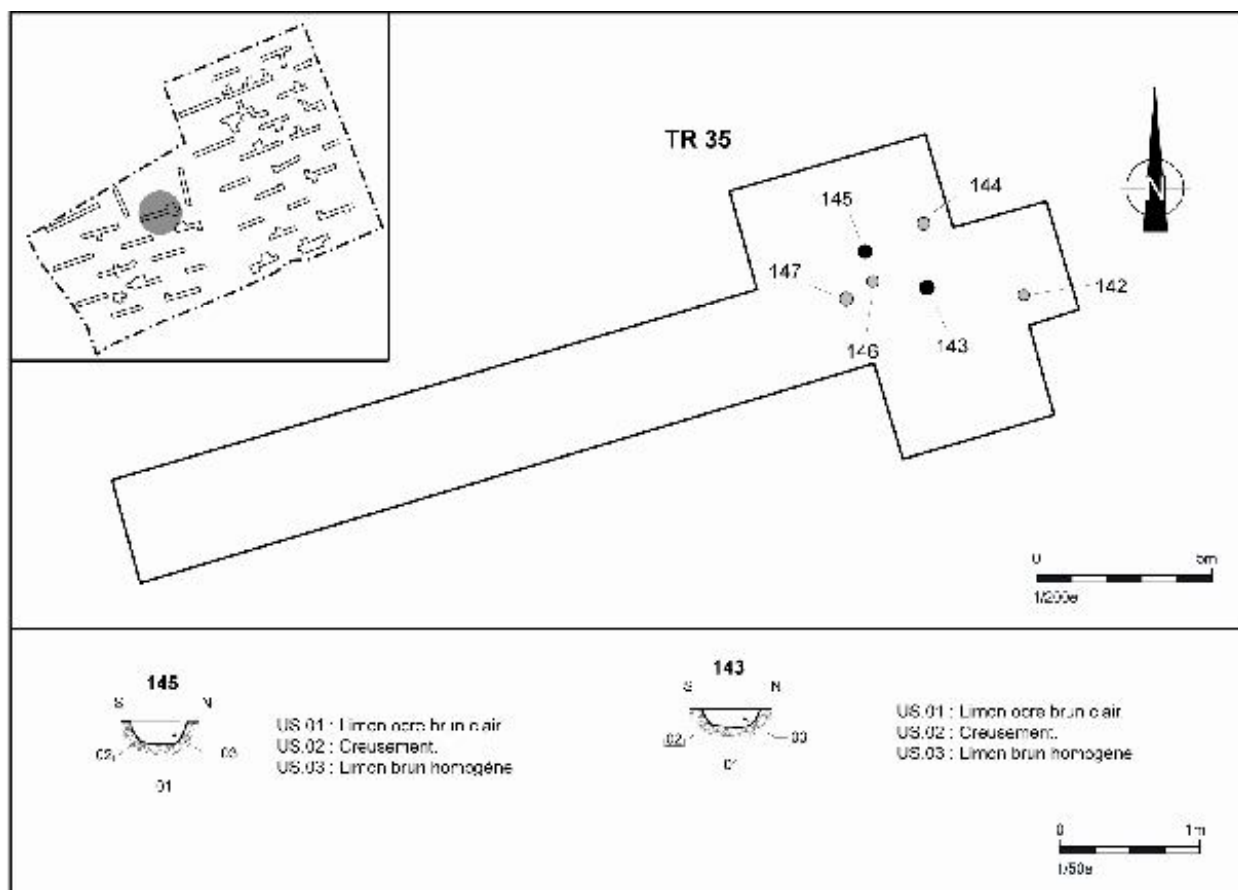 TR 35
N
144
145
147
142
146
143
0 5m
1/200e
145
S N
02 03
01
US.01 : Limon ocre brun clair
US.02 : Creusement.
US.03 : Limon brun homogène
143
S N
02 03
01
US.01 : Limon ocre brun clair
US.02 : Creusement.
US.03 : Limon brun homogène
0 1m
1/50e